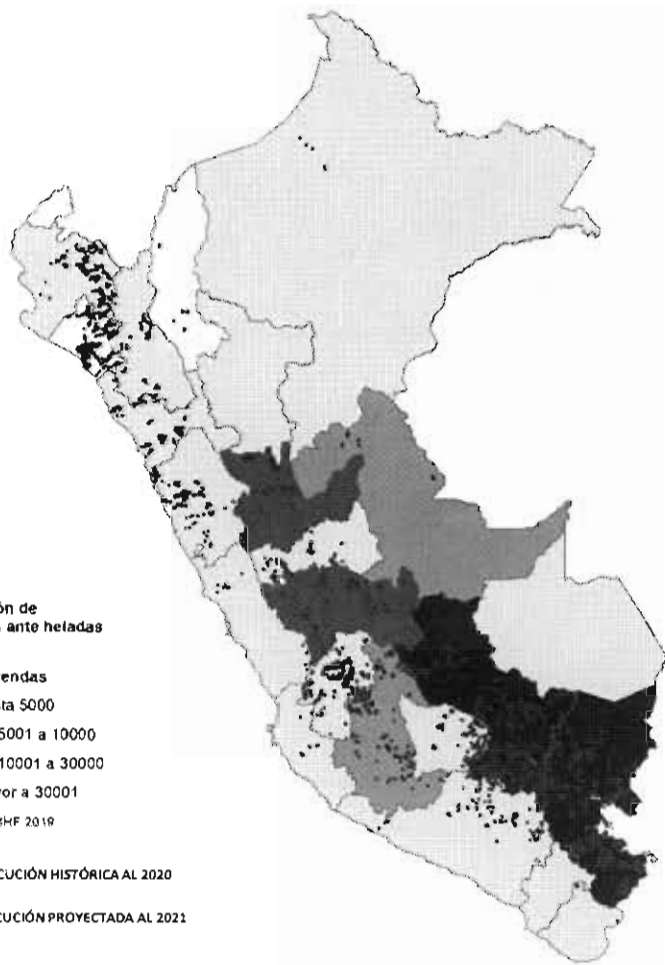 ón de
ante heladas
endas
ta 5000
5001 a 10000
10001 a 30000
or a 30001
2019
CUCIÓN HISTÓRICA AL 2020
CUCIÓN PROYECTADA AL 2021